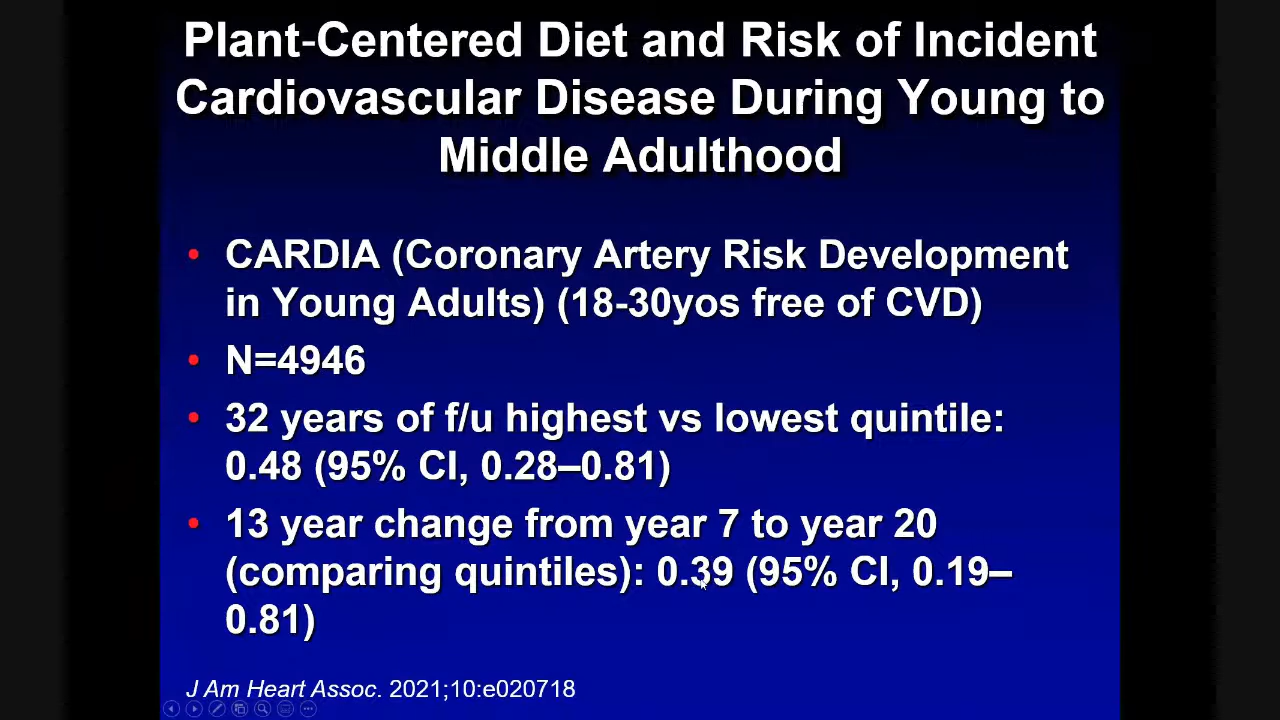 Plant-Centered Diet and Risk of Incident
Cardiovascular Disease During Young to
Middle Adulthood
• CARDIA (Coronary Artery Risk Development
in Young Adults) (18-30yos free of CVD)
• N=4946
• 32 years of f/u highest vs lowest quintile:
0.48 (95% CI, 0.28–0.81)
• 13 year change from year 7 to year 20
(comparing quintiles): 0.39 (95% CI, 0.19–
0.81)
J Am Heart Assoc. 2021;10:e020718